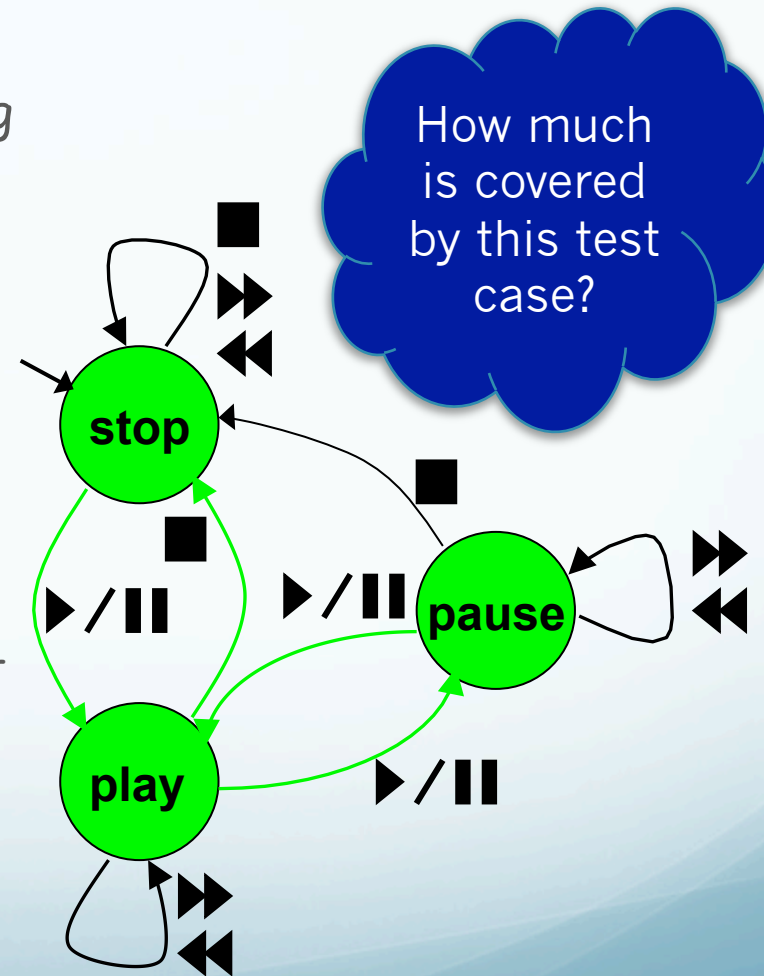 g
How much
is covered
by this test
case?
■
▶▶
◀◀
stop
■
■
▶/❚❚
▶/❚❚
pause
▶▶
◀◀
play
▶/❚❚
▶▶
◀◀